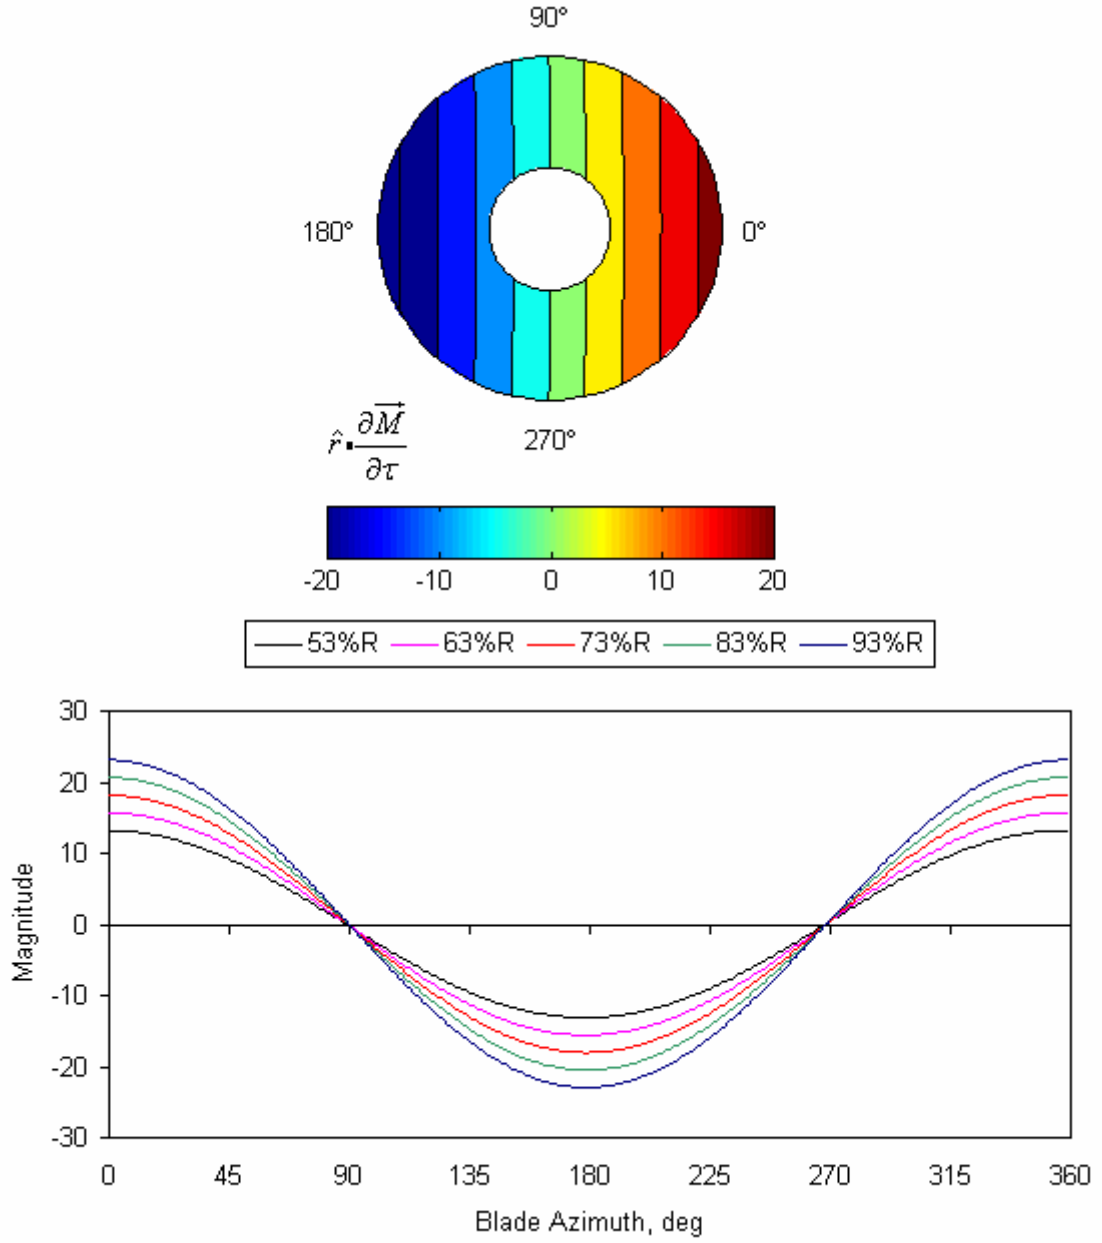 90°
180°
0°
270°
r̂▪∂M⃗/∂τ
-20 -10 0 10 20
53%R 63%R 73%R 83%R 93%R
30
20
10
0
-10
-20
-30
Magnitude
0 45 90 135 180 225 270 315 360
Blade Azimuth, deg